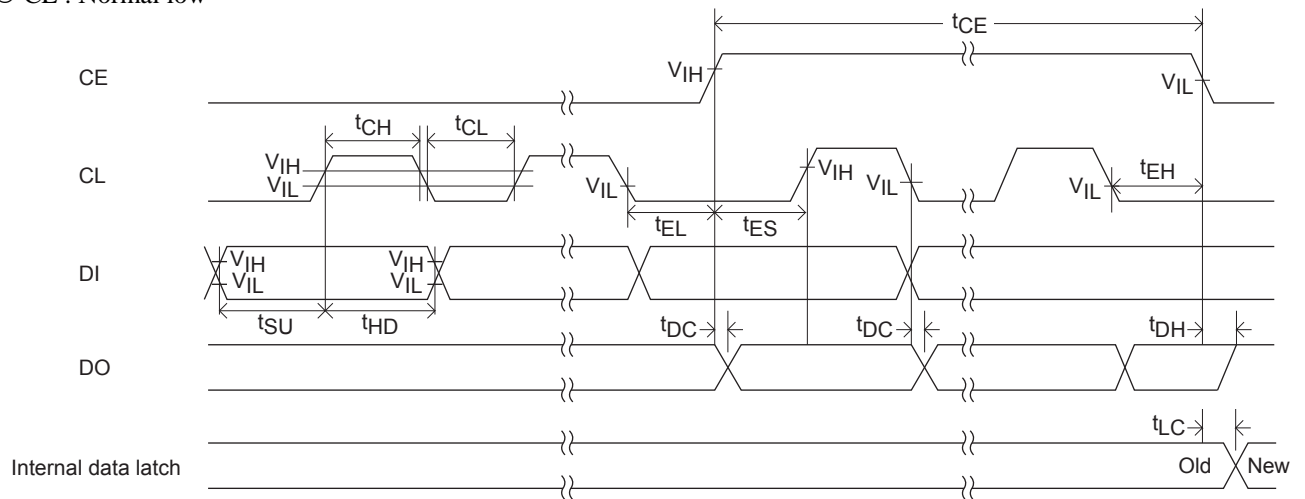 CE : Normal low
tCE
CE
VIH
VIL
tCH
tCL
CL
VIH
VIL
VIL
VIH
VIL
VIL
tEH
tEL
tES
DI
VIH
VIL
VIH
VIL
tSU
tHD
tDC
tDC
tDH
DO
tLC
Internal data latch
Old
New